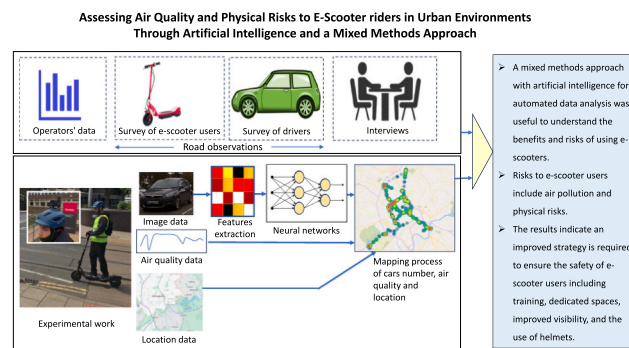 Assessing Air Quality and Physical Risks to E-Scooter riders in Urban Environments
Through Artificial Intelligence and a Mixed Methods Approach
Operators' data
Survey of e-scooter users
Survey of drivers
Interviews
Road observations
Experimental work
Image data
Features
extraction
Neural networks
Air quality data
Location data
Mapping process
of cars number, air
quality and
location
➢ A mixed methods approach
with artificial intelligence for
automated data analysis was
useful to understand the
benefits and risks of using e-
scooters.
➢ Risks to e-scooter users
include air pollution and
physical risks.
➢ The results indicate an
improved strategy is required
to ensure the safety of e-
scooter users including
training, dedicated spaces,
improved visibility, and the
use of helmets.